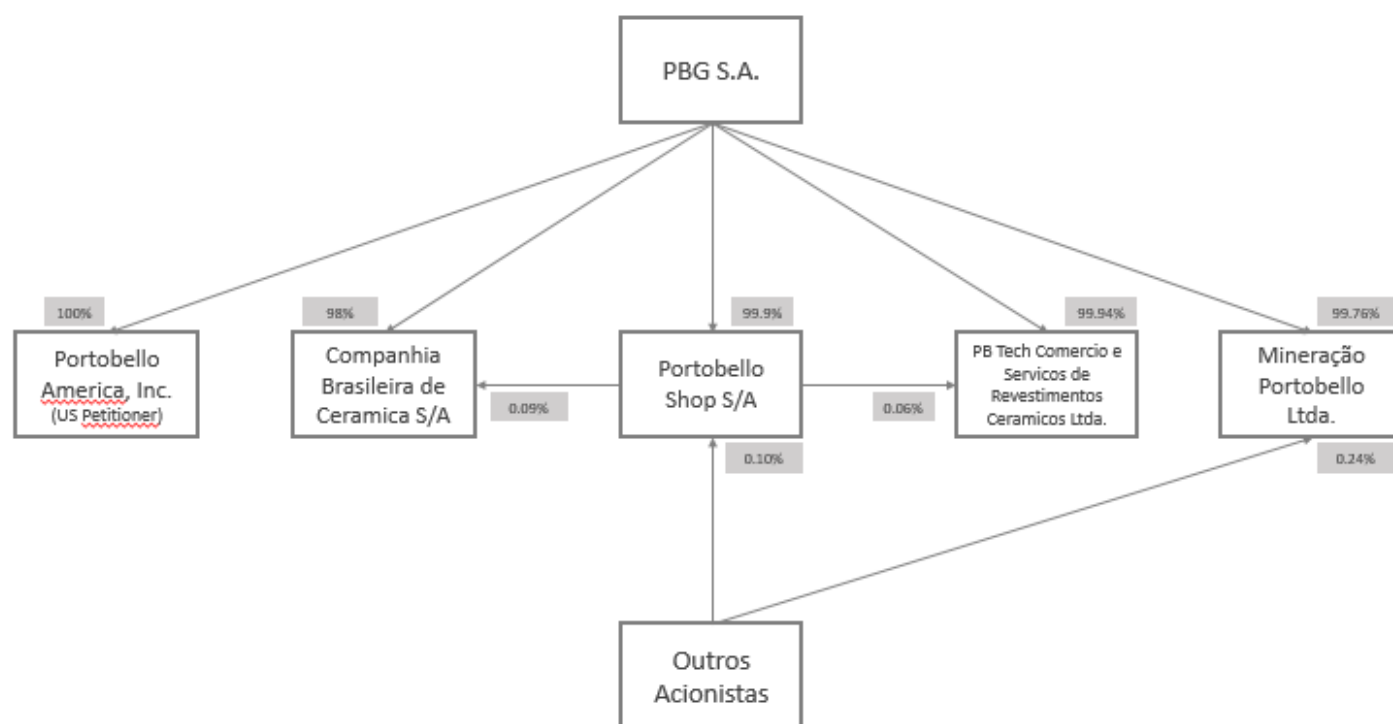 PBG S.A.
100%
98%
99.9%
99.94%
99.76%
Portobello
America, Inc.
(US Petitioner)
Companhia
Brasileira de
Ceramica S/A
Portobello
Shop S/A
PB Tech Comercio e
Servicos de
Revestimentos
Ceramicos Ltda.
Mineração
Portobello
Ltda.
0.09%
0.06%
0.10%
0.24%
Outros
Acionistas